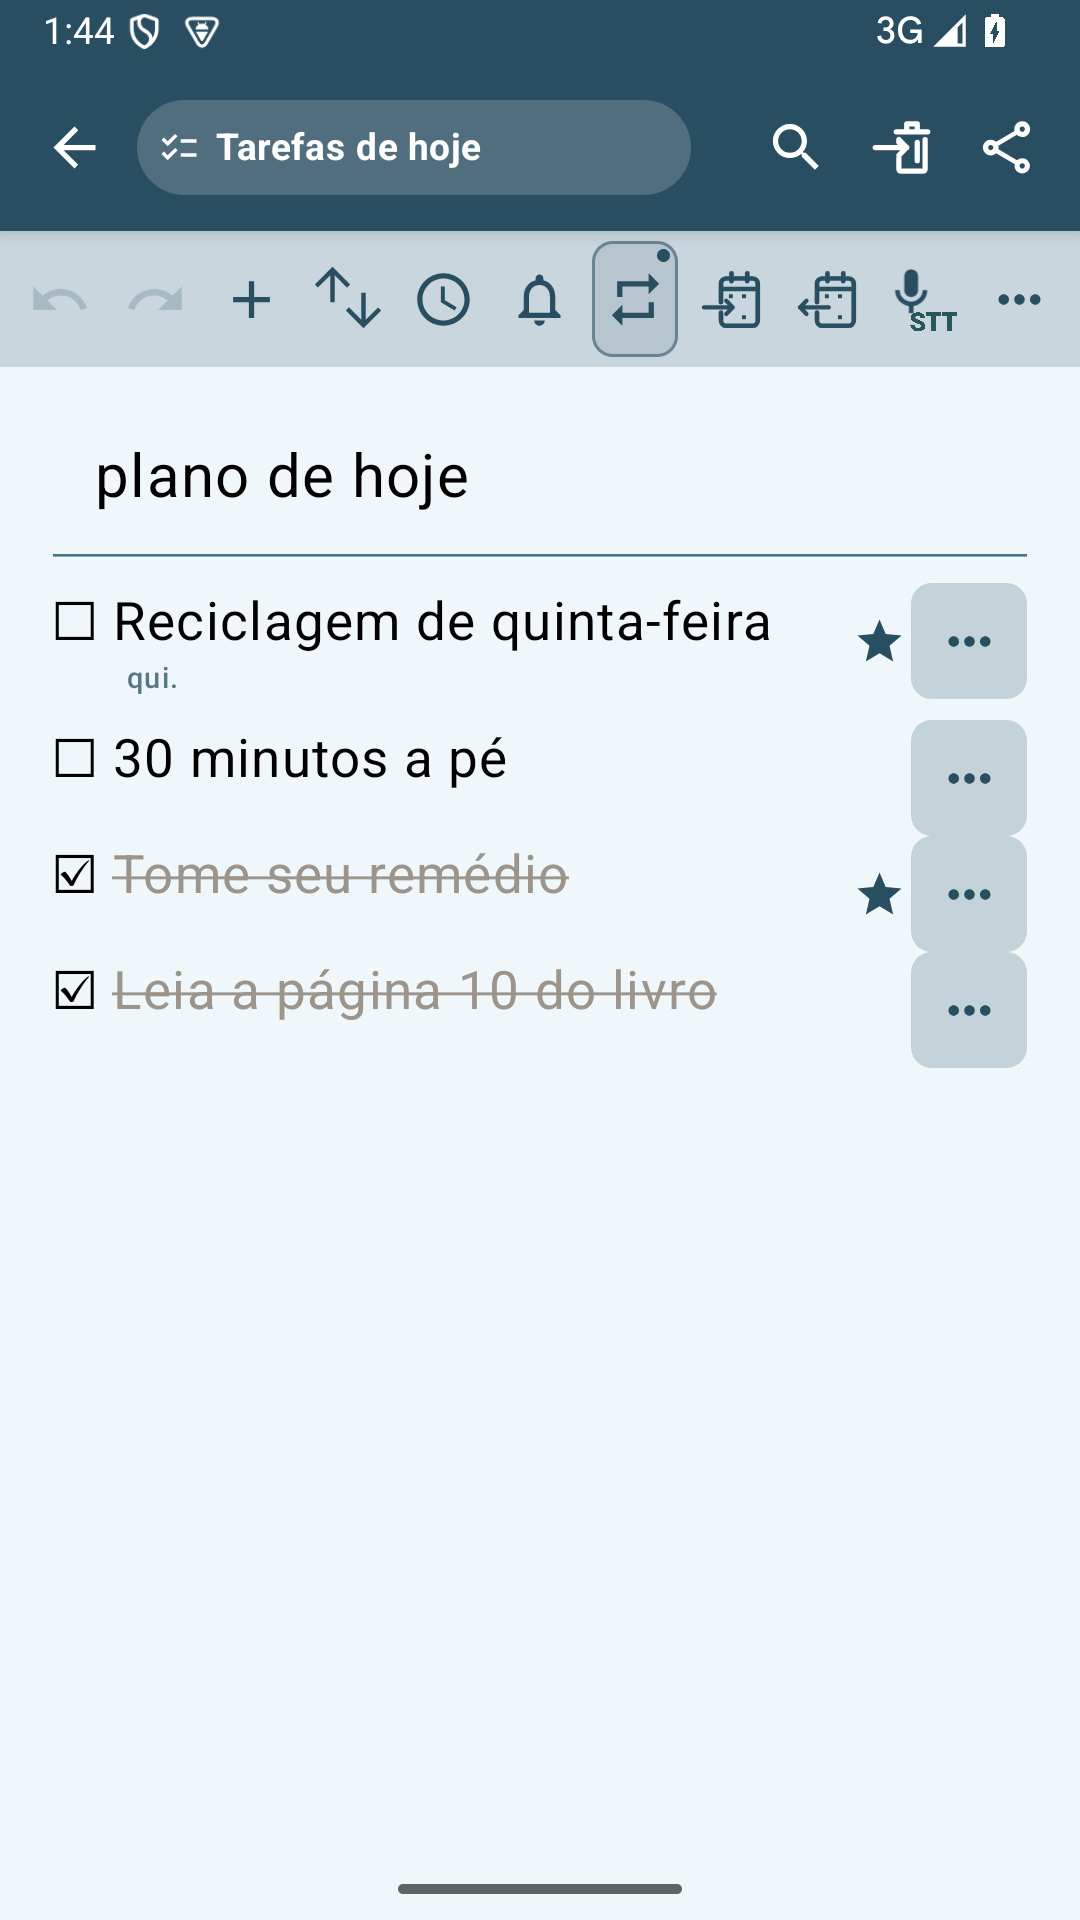 1:44
3G
Tarefas de hoje
STT
plano de hoje
Reciclagem de quinta-feira
qui.
30 minutos a pé
Tome seu remédio
Leia a página 10 do livro